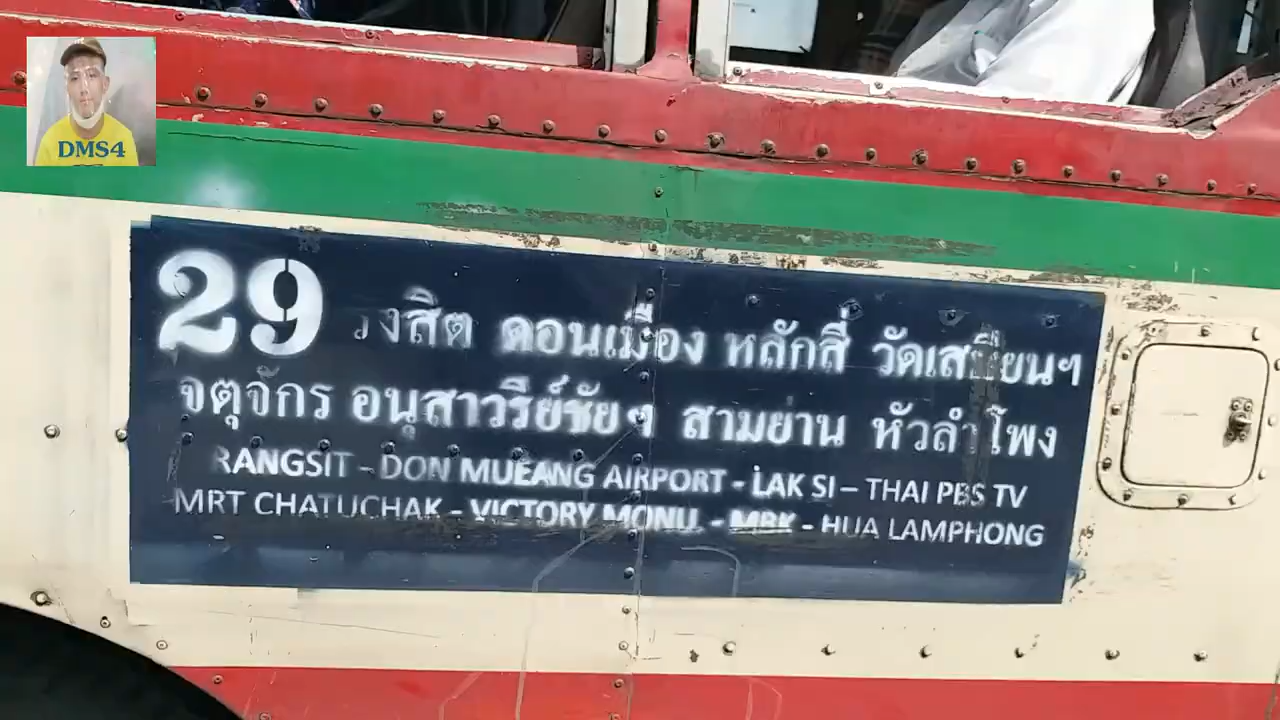 DMS4
29 รังสิต ดอนเมือง หลักสี่ วัดเสมียนฯ
จตุจักร อนุสาวรีย์ชัยฯ สามย่าน หัวลำโพง
RANGSIT - DON MUEANG AIRPORT - LAK SI - THAI PBS TV
MRT CHATUCHAK - VICTORY MONU. - MBK - HUA LAMPHONG